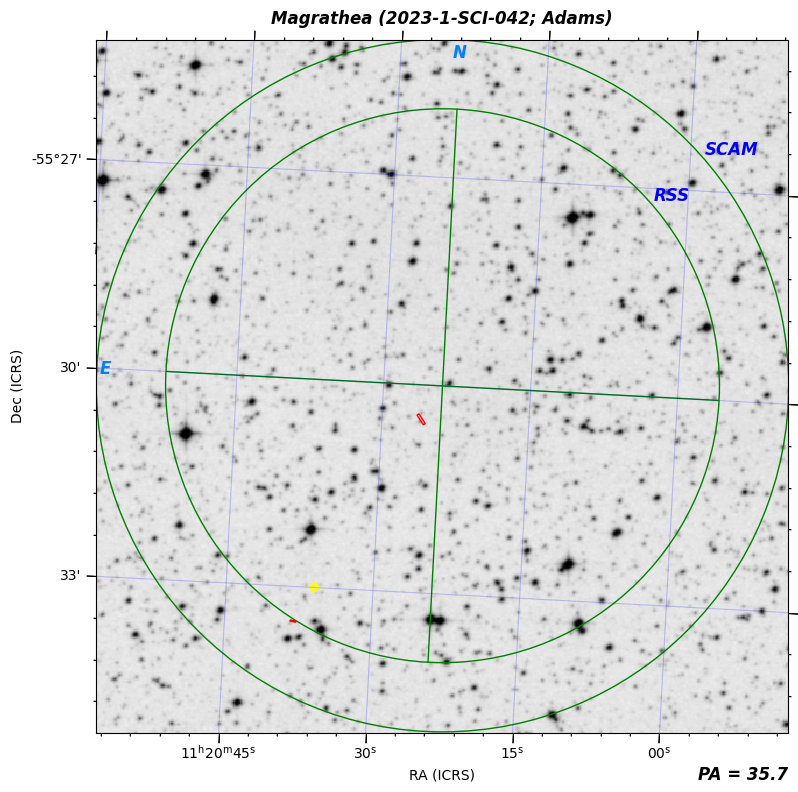 Magrathea (2023-1-SCI-042; Adams)
N
SCAM
-55°27'
RSS
30'
E
Dec (ICRS)
33'
11ʰ20ᵐ45ˢ 30ˢ 15ˢ 00ˢ
RA (ICRS)
PA = 35.7